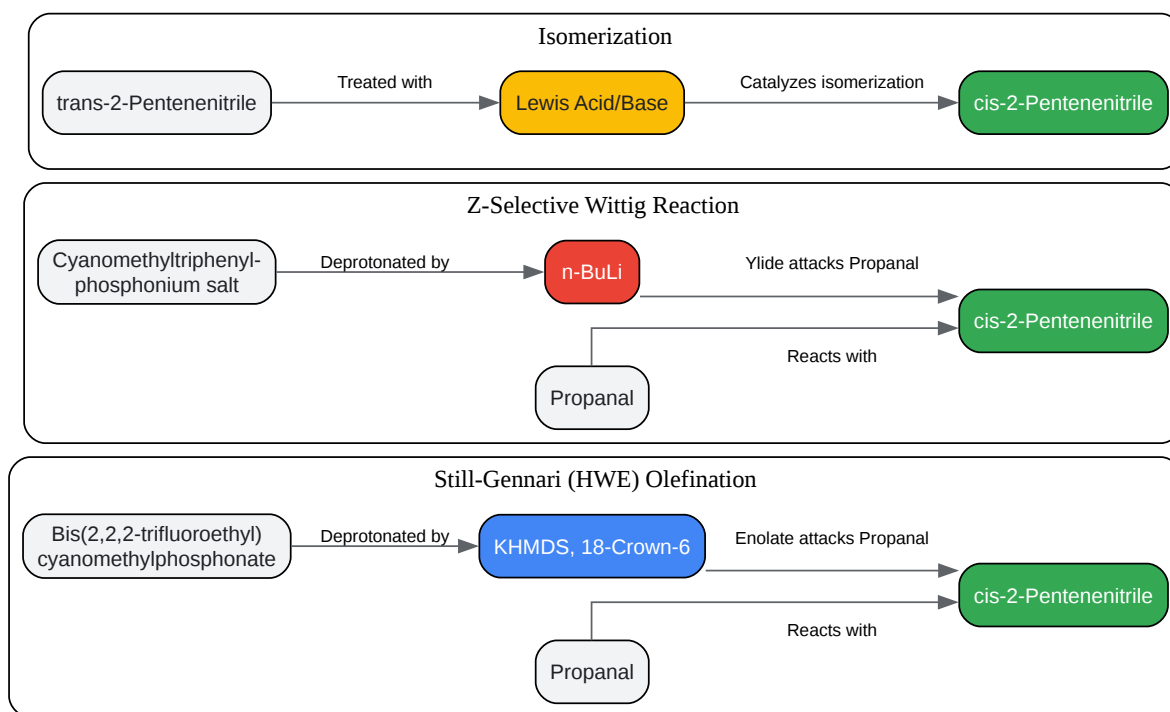 Isomerization
trans-2-Pentenenitrile
Treated with
Lewis Acid/Base
Catalyzes isomerization
cis-2-Pentenenitrile
Z-Selective Wittig Reaction
Cyanomethyltriphenyl-
phosphonium salt
Deprotonated by
n-BuLi
Ylide attacks Propanal
cis-2-Pentenenitrile
Reacts with
Propanal
Still-Gennari (HWE) Olefination
Bis(2,2,2-trifluoroethyl)
cyanomethylphosphonate
Deprotonated by
KHMDS, 18-Crown-6
Enolate attacks Propanal
cis-2-Pentenenitrile
Reacts with
Propanal